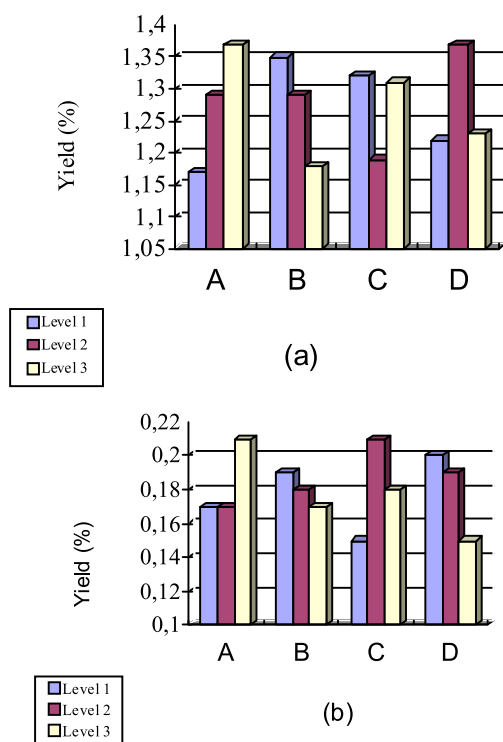 1,4
1,35
1,3
1,25
1,2
1,15
1,1
1,05
Yield (%)
A B C D
Level 1
Level 2
Level 3
(a)
0,22
0,2
0,18
0,16
0,14
0,12
0,1
Yield (%)
A B C D
Level 1
Level 2
Level 3
(b)